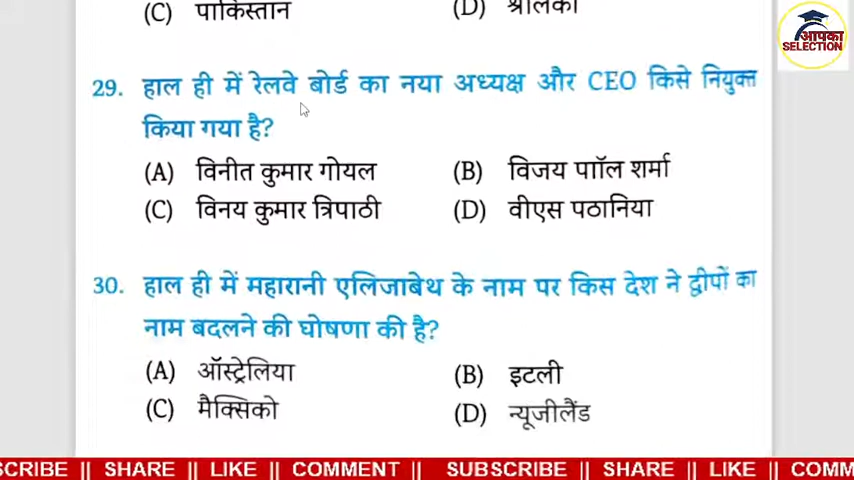 (C) पाकिस्तान (D) श्रीलंका
आपका
SELECTION
29. हाल ही में रेलवे बोर्ड का नया अध्यक्ष और CEO किसे नियुक्त
किया गया है?
(A) विनीत कुमार गोयल (B) विजय पाॉल शर्मा
(C) विनय कुमार त्रिपाठी (D) वीएस पठानिया
30. हाल ही में महारानी एलिजाबेथ के नाम पर किस देश ने द्वीपों का
नाम बदलने की घोषणा की है?
(A) ऑस्ट्रेलिया (B) इटली
(C) मैक्सिको (D) न्यूजीलैंड
SCRIBE || SHARE || LIKE || COMMENT || SUBSCRIBE || SHARE || LIKE || COMM